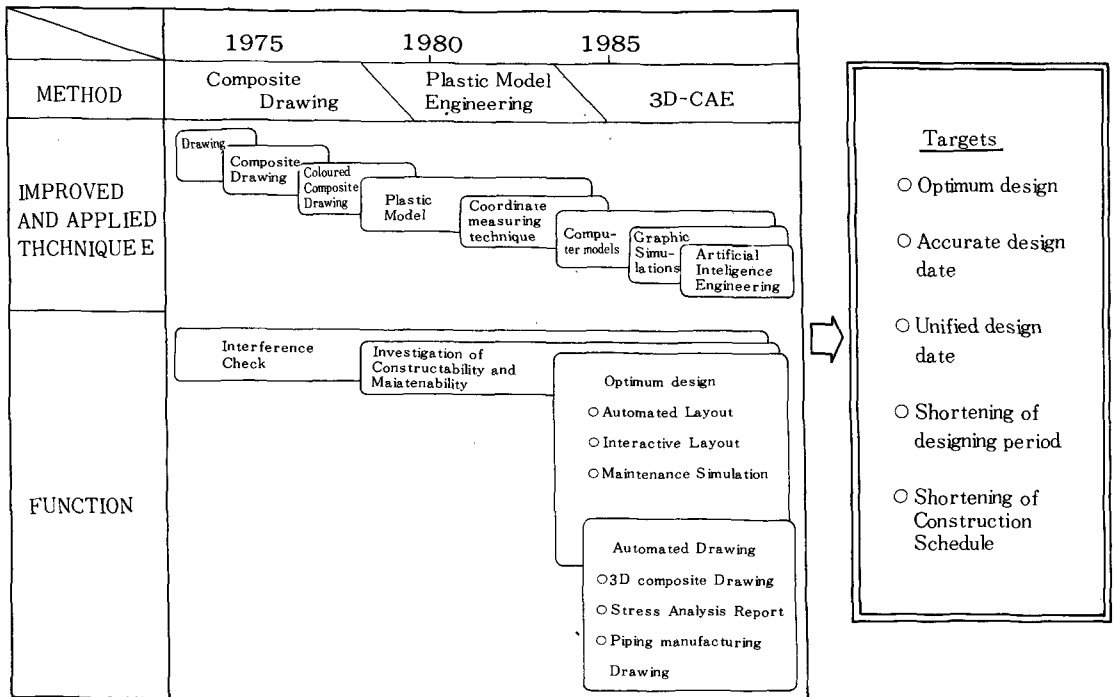 1975 1980 1985
METHOD
Composite
Drawing
Plastic Model
Engineering
3D-CAE
IMPROVED
AND APPLIED
THCHNIQUE E
Drawing
Composite
Drawing
Coloured
Composite
Drawing
Plastic
Model
Coordinate
measuring
technique
Compu-
ter models
Graphic
Simu-
lations
Artificial
Inteligence
Engineering
FUNCTION
Interference
Check
Investigation of
Constructability and
Maiatenability
Optimum design
○ Automated Layout
○ Interactive Layout
○ Maintenance Simulation
Automated Drawing
○3D composite Drawing
○ Stress Analysis Report
○ Piping manufacturing
Drawing
Targets
○ Optimum design
○ Accurate design
date
○ Unified design
date
○ Shortening of
designing period
○ Shortening of
Construction
Schedule